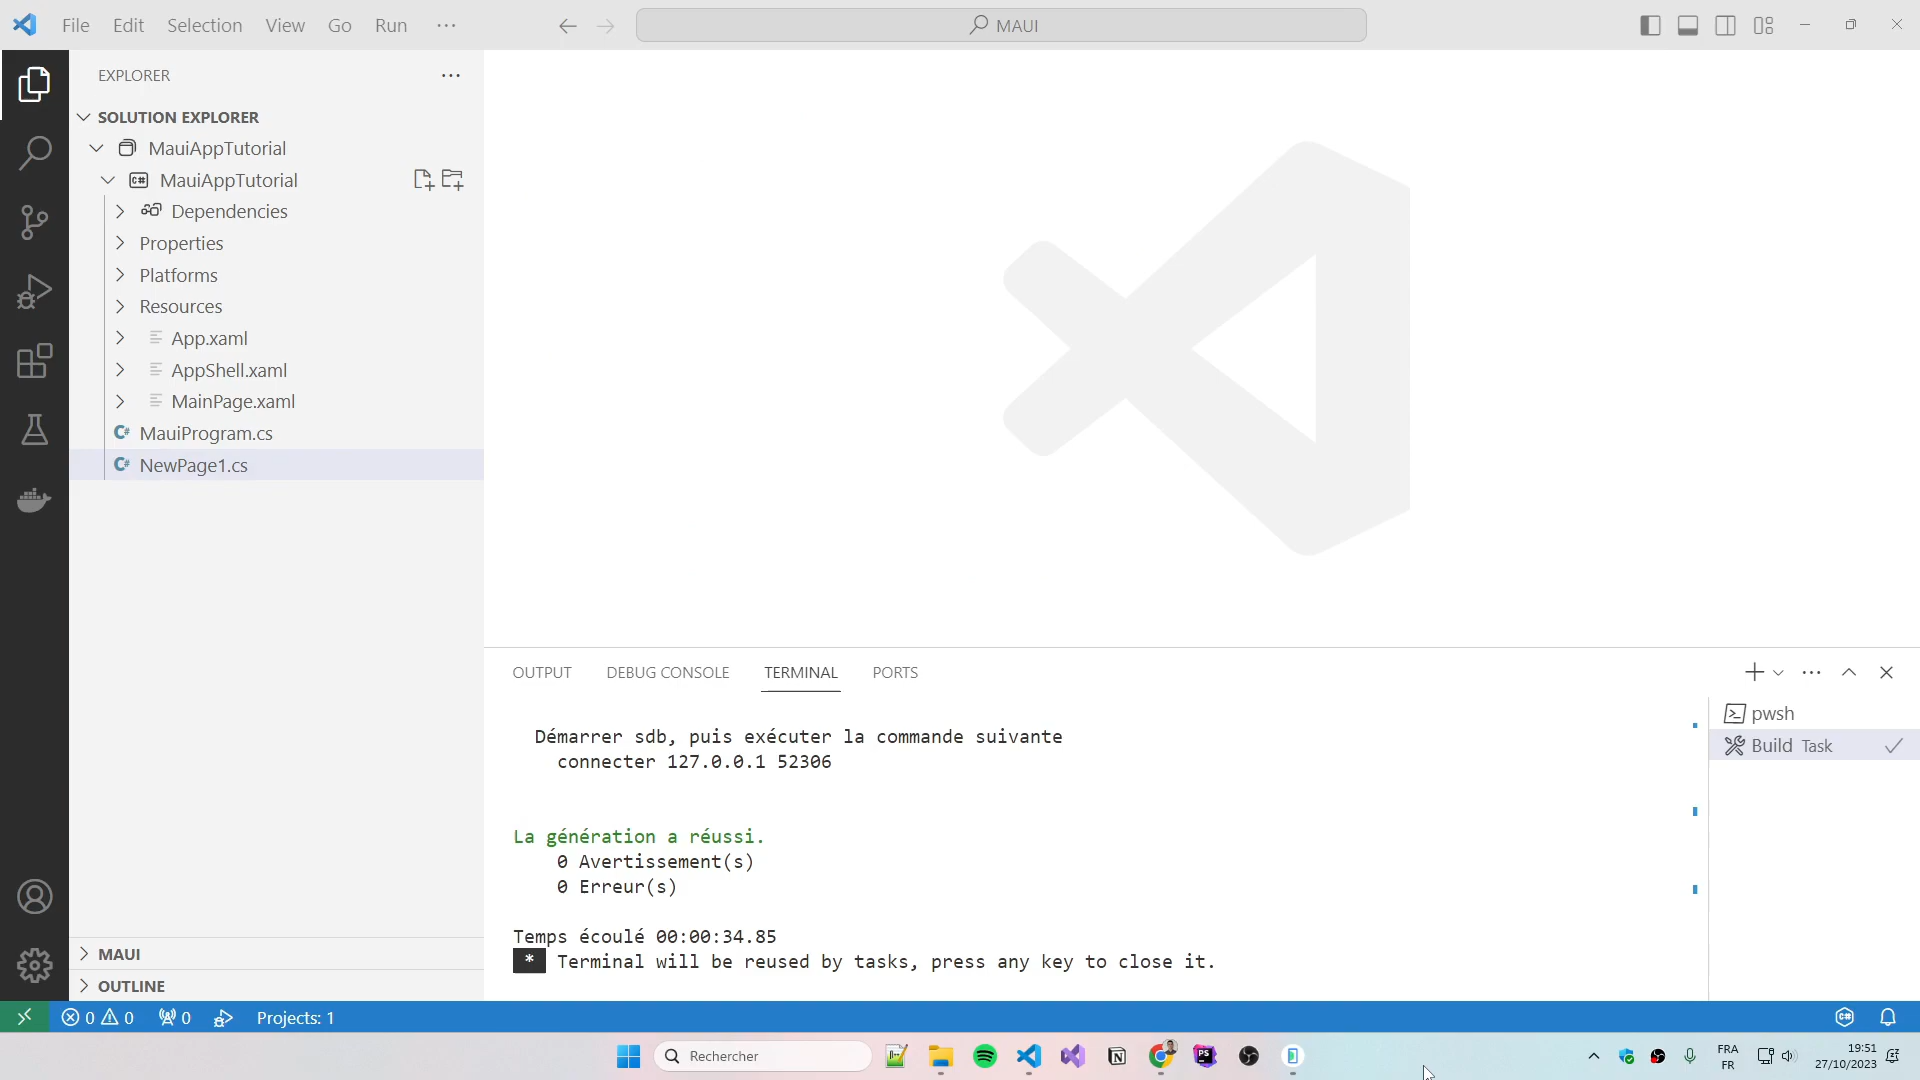 File Edit Selection View Go Run ···
MAUI
EXPLORER
SOLUTION EXPLORER
MauiAppTutorial
C# MauiAppTutorial
Dependencies
Properties
Platforms
Resources
App.xaml
AppShell.xaml
MainPage.xaml
C# MauiProgram.cs
C# NewPage1.cs
MAUI
OUTLINE
OUTPUT DEBUG CONSOLE TERMINAL PORTS
pwsh
Build Task
Démarrer sdb, puis exécuter la commande suivante
connecter 127.0.0.1 52306
La génération a réussi.
0 Avertissement(s)
0 Erreur(s)
Temps écoulé 00:00:34.85
* Terminal will be reused by tasks, press any key to close it.
0 0 0 Projects: 1
Rechercher
FRA
FR
19:51
27/10/2023